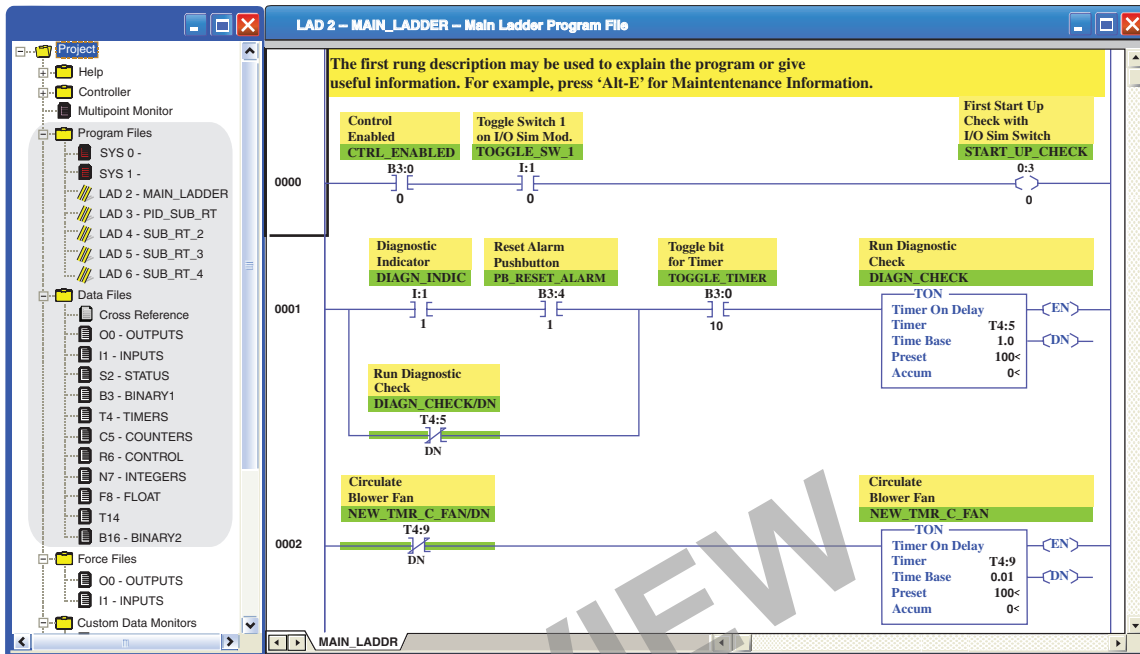 LAD 2 – MAIN_LADDER – Main Ladder Program File
Project
Help
Controller
Multipoint Monitor
Program Files
SYS 0 -
SYS 1 -
LAD 2 - MAIN_LADDER
LAD 3 - PID_SUB_RT
LAD 4 - SUB_RT_2
LAD 5 - SUB_RT_3
LAD 6 - SUB_RT_4
Data Files
Cross Reference
O0 - OUTPUTS
I1 - INPUTS
S2 - STATUS
B3 - BINARY1
T4 - TIMERS
C5 - COUNTERS
R6 - CONTROL
N7 - INTEGERS
F8 - FLOAT
T14
B16 - BINARY2
Force Files
O0 - OUTPUTS
I1 - INPUTS
Custom Data Monitors
The first rung description may be used to explain the program or give
useful information. For example, press ‘Alt-E’ for Maintentenance Information.
Control
Enabled
CTRL_ENABLED
B3:0
0
Toggle Switch 1
on I/O Sim Mod.
TOGGLE_SW_1
I:1
0
First Start Up
Check with
I/O Sim Switch
START_UP_CHECK
0:3
0
0000
Diagnostic
Indicator
DIAGN_INDIC
I:1
1
Reset Alarm
Pushbutton
PB_RESET_ALARM
B3:4
1
Toggle bit
for Timer
TOGGLE_TIMER
B3:0
10
Run Diagnostic
Check
DIAGN_CHECK
TON
Timer On Delay
Timer T4:5
Time Base 1.0
Preset 100<
Accum 0<
EN
DN
0001
Run Diagnostic
Check
DIAGN_CHECK/DN
T4:5
DN
Circulate
Blower Fan
NEW_TMR_C_FAN/DN
T4:9
DN
Circulate
Blower Fan
NEW_TMR_C_FAN
TON
Timer On Delay
Timer T4:9
Time Base 0.01
Preset 100<
Accum 0<
EN
DN
0002
MAIN_LADDR
VIEW